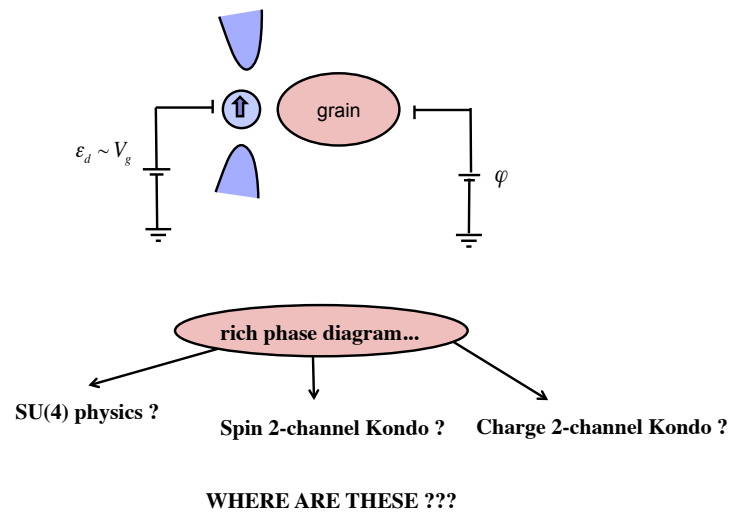 grain
ε_d ~ V_g
φ
rich phase diagram...
SU(4) physics ?
Spin 2-channel Kondo ?
Charge 2-channel Kondo ?
WHERE ARE THESE ???